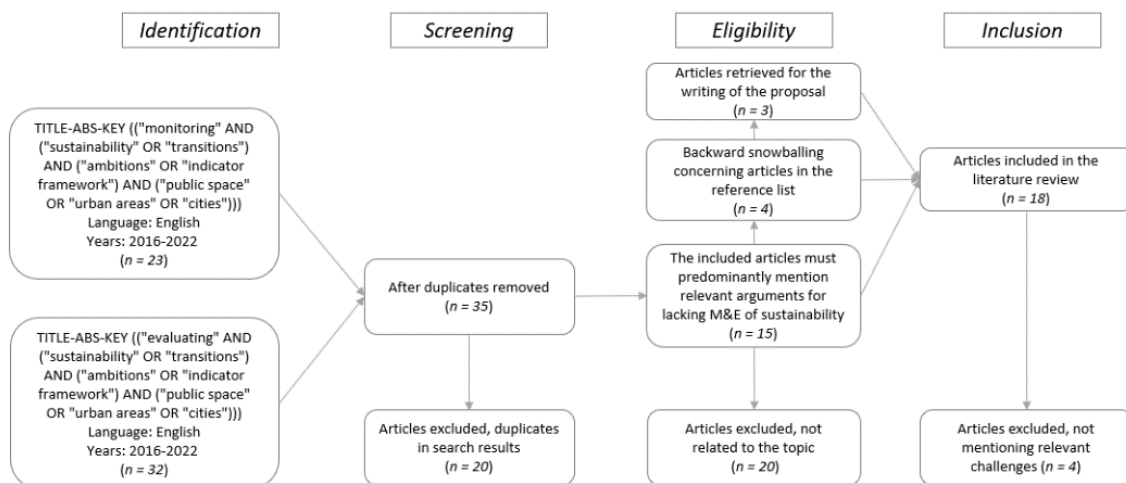 Identification
Screening
Eligibility
Inclusion
TITLE-ABS-KEY (("monitoring" AND
("sustainability" OR "transitions")
AND ("ambitions" OR "indicator
framework") AND ("public space"
OR "urban areas" OR "cities")))
Language: English
Years: 2016-2022
(n = 23)
TITLE-ABS-KEY (("evaluating" AND
("sustainability" OR "transitions")
AND ("ambitions" OR "indicator
framework") AND ("public space"
OR "urban areas" OR "cities")))
Language: English
Years: 2016-2022
(n = 32)
After duplicates removed
(n = 35)
Articles excluded, duplicates
in search results
(n = 20)
Articles retrieved for the
writing of the proposal
(n = 3)
Backward snowballing
concerning articles in the
reference list
(n = 4)
The included articles must
predominantly mention
relevant arguments for
lacking M&E of sustainability
(n = 15)
Articles excluded, not
related to the topic
(n = 20)
Articles included in the
literature review
(n = 18)
Articles excluded, not
mentioning relevant
challenges (n = 4)